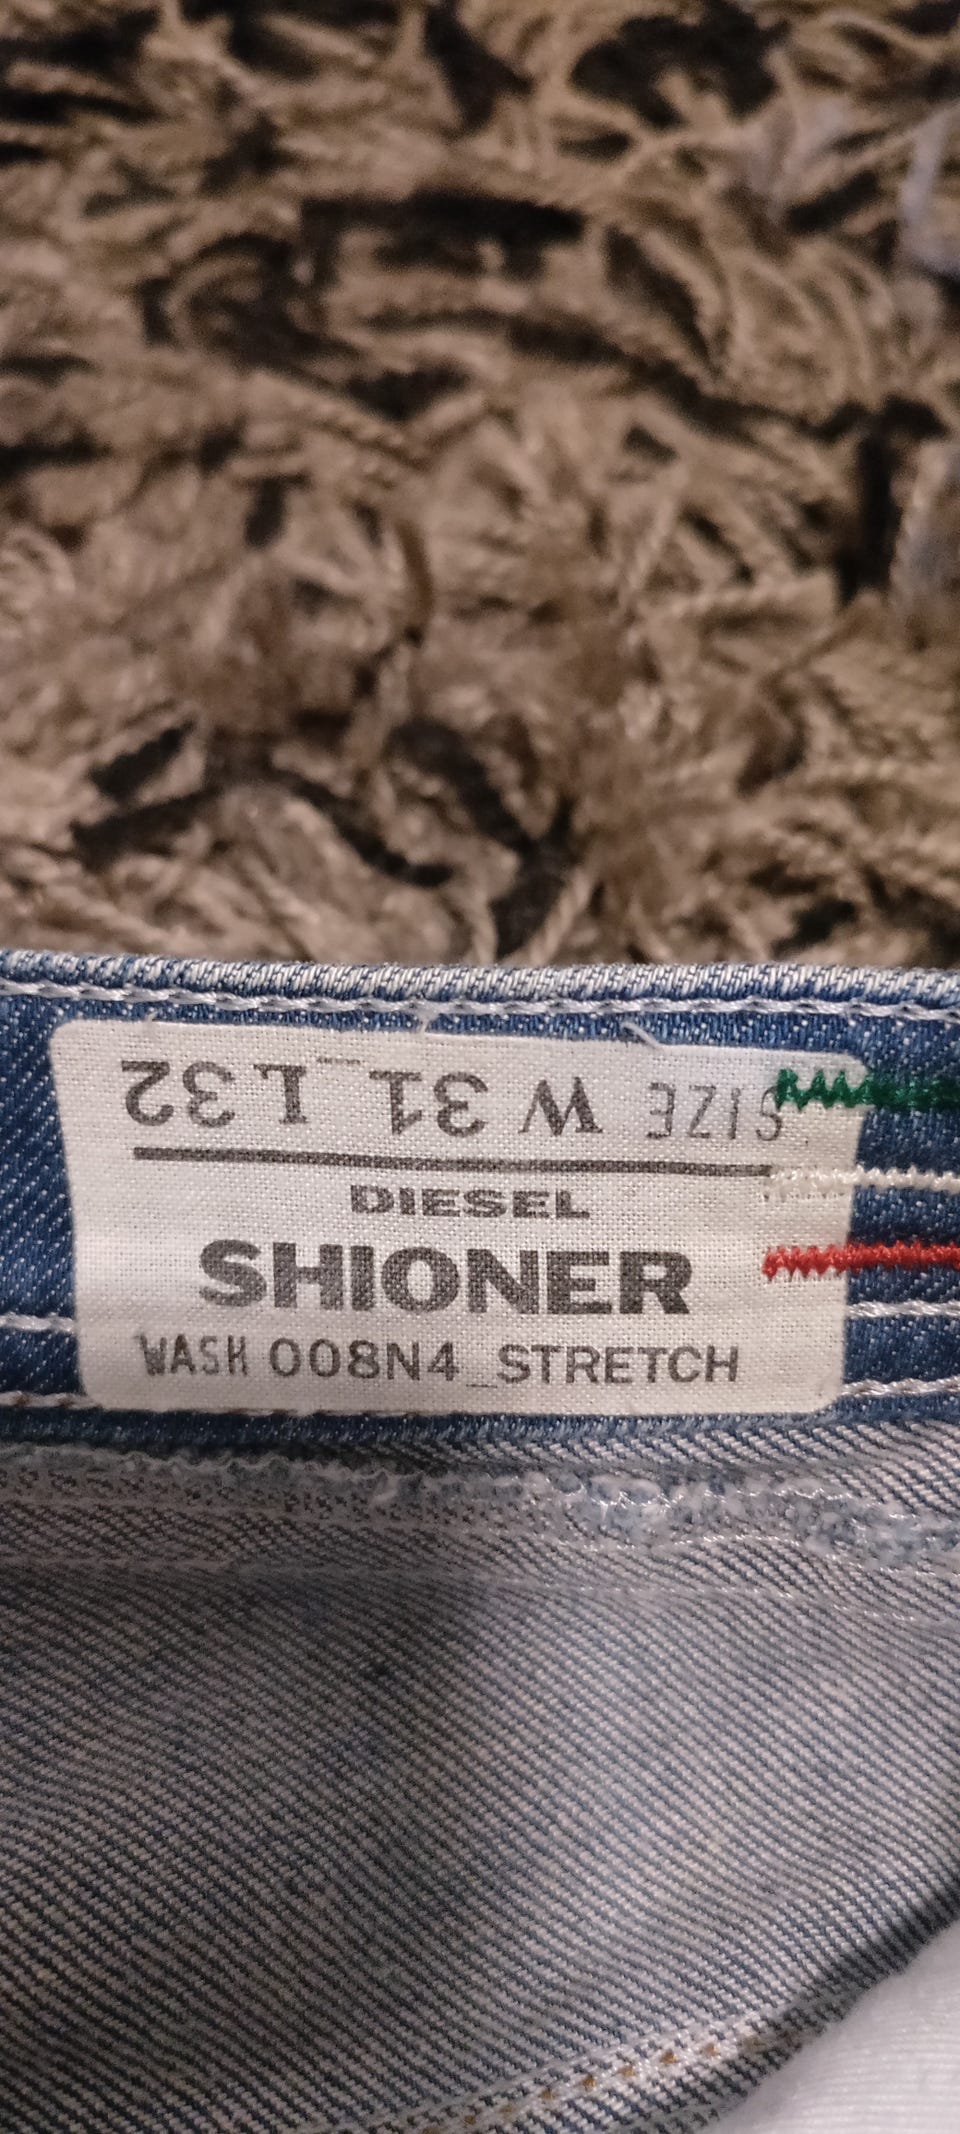 SIZE W 31 L 32
DIESEL
SHIONER
WASH 008N4_STRETCH